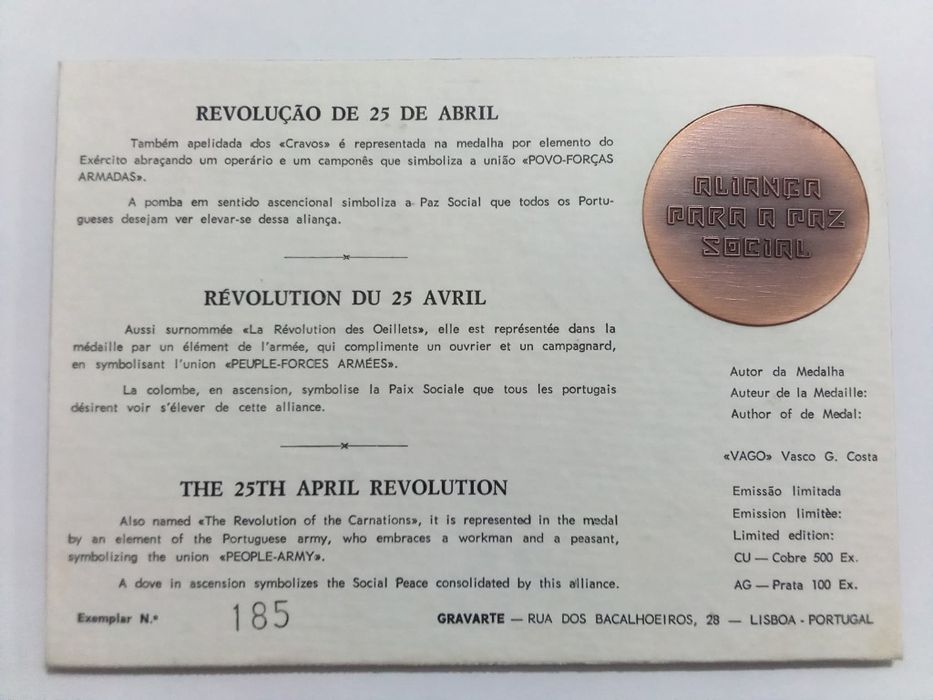 REVOLUÇÃO DE 25 DE ABRIL
Também apelidada dos «Cravos» é representada na medalha por elemento do
Exército abraçando um operário e um camponês que simboliza a união «POVO-FORÇAS
ARMADAS».
A pomba em sentido ascensional simboliza a Paz Social que todos os Portu-
gueses desejam ver elevar-se dessa aliança.
RÉVOLUTION DU 25 AVRIL
Aussi surnommée «La Révolution des Oeillets», elle est représentée dans la
médaille par un élément de l'armée, qui complimente un ouvrier et un campagnard,
en symbolisant l'union «PEUPLE-FORCES ARMÉES».
La colombe, en ascension, symbolise la Paix Sociale que tous les portugais
désirent voir s'élever de cette alliance.
THE 25TH APRIL REVOLUTION
Also named «The Revolution of the Carnations», it is represented in the medal
by an element of the Portuguese army, who embraces a workman and a peasant,
symbolizing the union «PEOPLE-ARMY».
A dove in ascension symbolizes the Social Peace consolidated by this alliance.
Exemplar N.º 185
GRAVARTE — RUA DOS BACALHOEIROS, 28 — LISBOA - PORTUGAL
ALIANÇA
PARA A PAZ
SOCIAL
Autor da Medalha
Auteur de la Medaille:
Author of de Medal:
«VAGO» Vasco G. Costa
Emissão limitada
Emission limitèe:
Limited edition:
CU — Cobre 500 Ex.
AG — Prata 100 Ex.